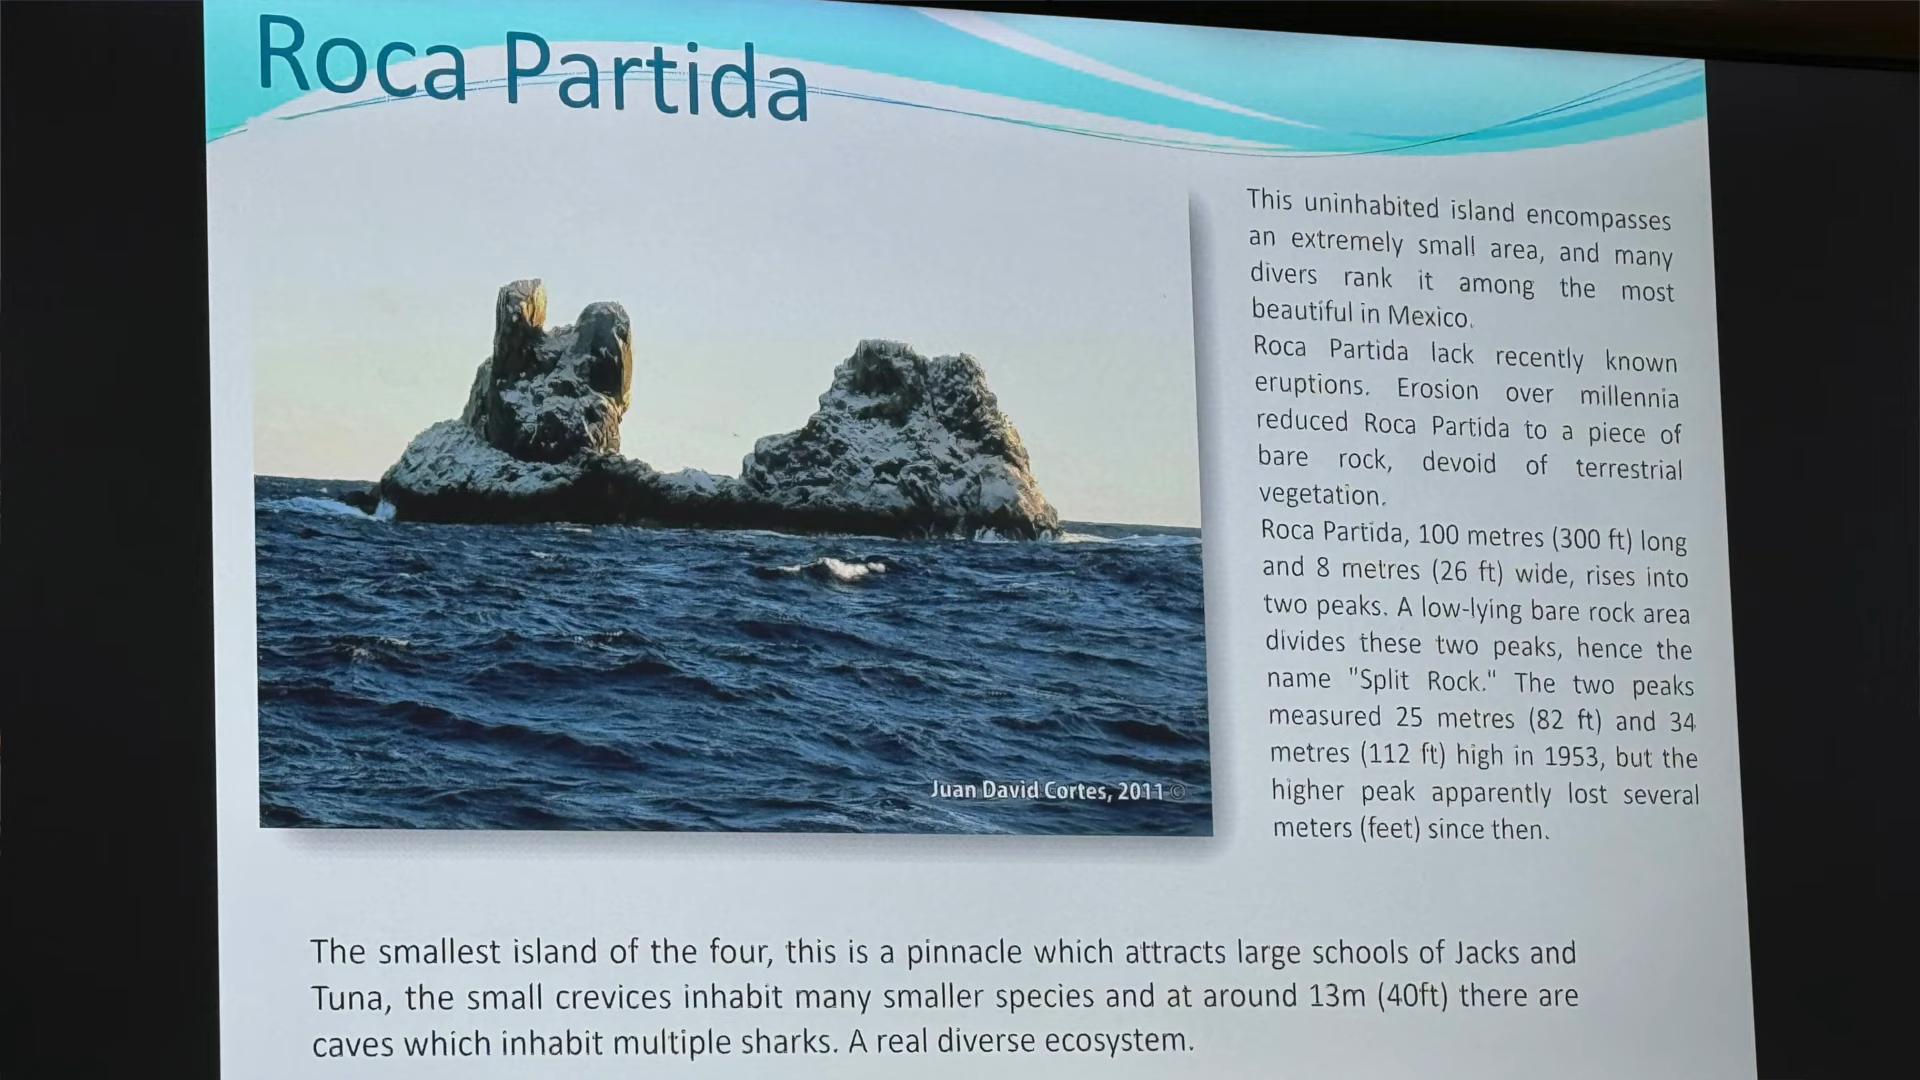 Roca Partida
This uninhabited island encompasses
an extremely small area, and many
divers rank it among the most
beautiful in Mexico.
Roca Partida lack recently known
eruptions. Erosion over millennia
reduced Roca Partida to a piece of
bare rock, devoid of terrestrial
vegetation.
Roca Partida, 100 metres (300 ft) long
and 8 metres (26 ft) wide, rises into
two peaks. A low-lying bare rock area
divides these two peaks, hence the
name "Split Rock." The two peaks
measured 25 metres (82 ft) and 34
metres (112 ft) high in 1953, but the
higher peak apparently lost several
meters (feet) since then.
Juan David Cortes, 2011 ©
The smallest island of the four, this is a pinnacle which attracts large schools of Jacks and
Tuna, the small crevices inhabit many smaller species and at around 13m (40ft) there are
caves which inhabit multiple sharks. A real diverse ecosystem.